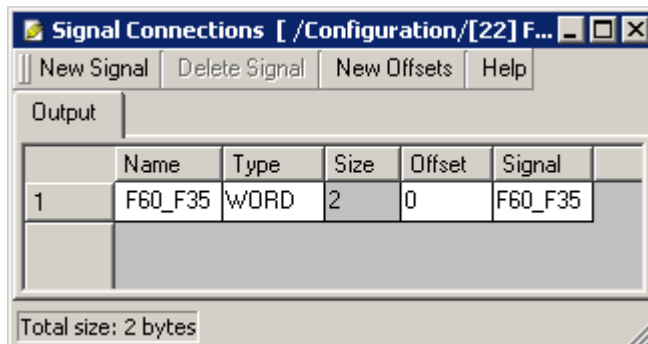 Signal Connections [ /Configuration/[22] F...
New Signal Delete Signal New Offsets Help
Output
Name Type Size Offset Signal
1 F60_F35 WORD 2 0 F60_F35
Total size: 2 bytes